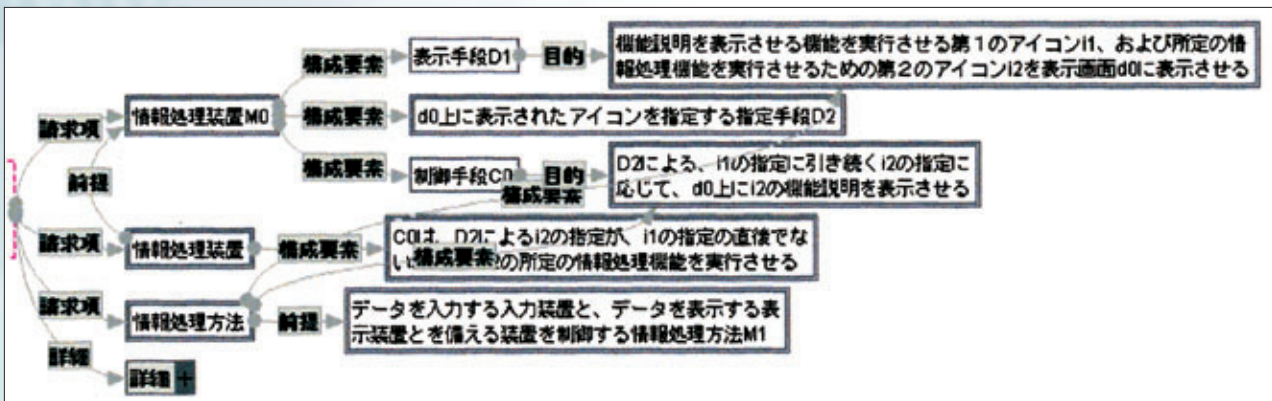 機能説明を表示させる機能を実行させる第1のアイコンi1、および所定の情
報処理機能を実行させるための第2のアイコンi2を表示画面d0に表示させる
構成要素
表示手段D1
目的
請求項
情報処理装置M0
構成要素
d0上に表示されたアイコンを指定する指定手段D2
構成要素
制御手段C0
目的
D2による、i1の指定に引き続くi2の指定に
応じて、d0上にi2の機能説明を表示させる
前提
構成要素
請求項
情報処理装置
構成要素
C0は、D2によるi2の指定が、i1の指定の直後でな
い
構成要素
の所定の情報処理機能を実行させる
請求項
情報処理方法
前提
データを入力する入力装置と、データを表示する表
示装置とを備える装置を制御する情報処理方法M1
詳細
詳細 +